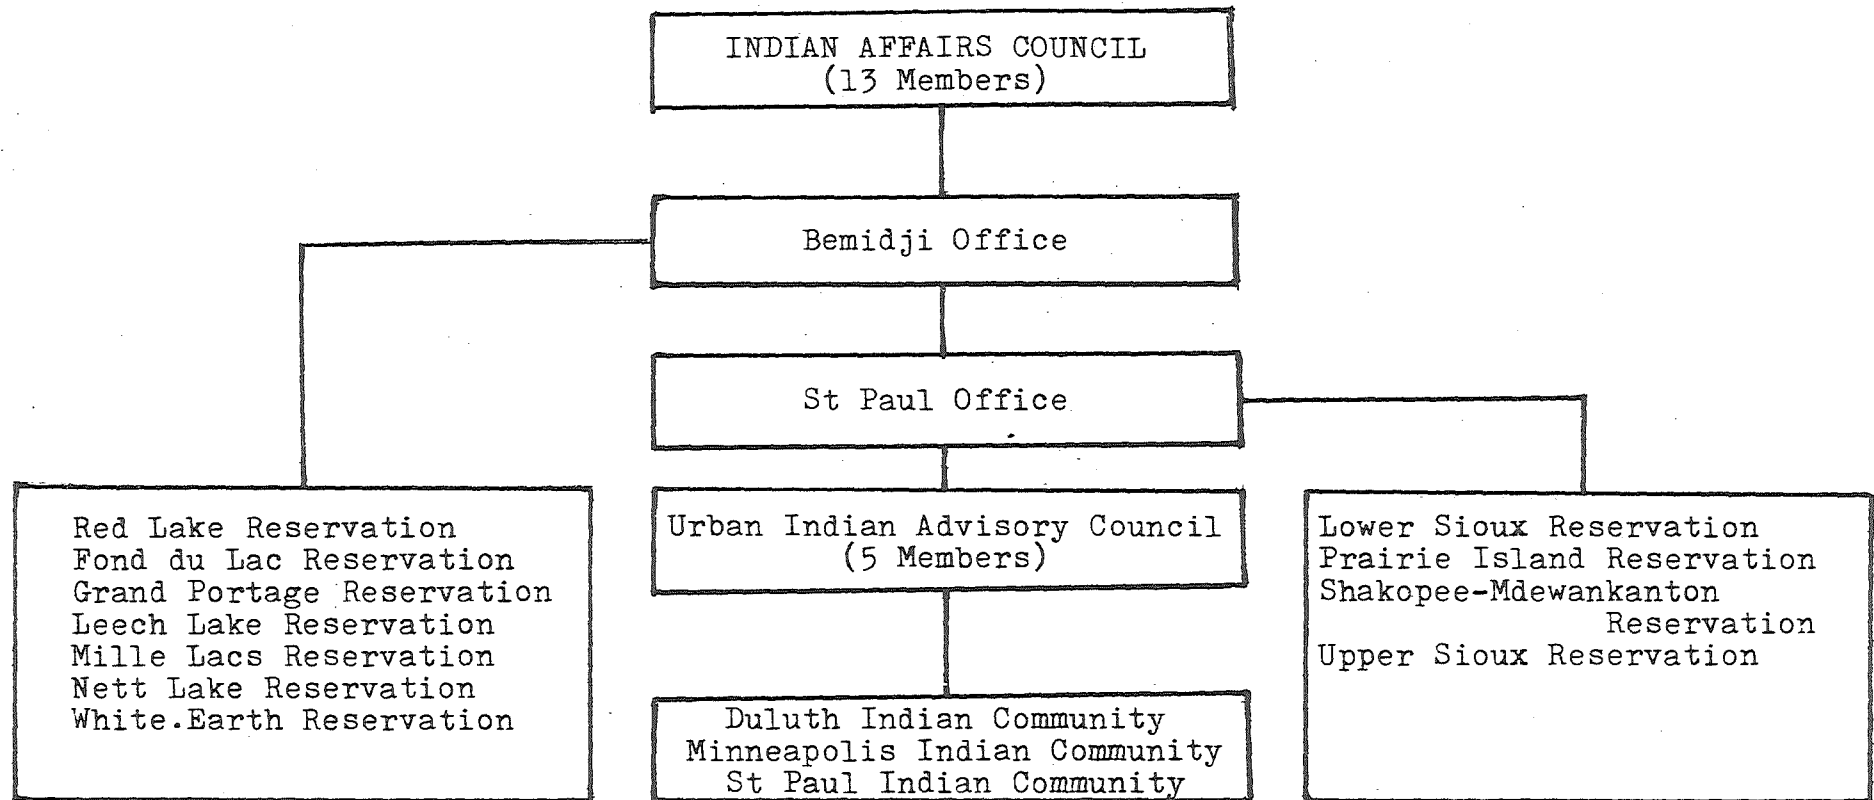 INDIAN AFFAIRS COUNCIL
(13 Members)
Bemidji Office
St Paul Office
Red Lake Reservation
Fond du Lac Reservation
Grand Portage Reservation
Leech Lake Reservation
Mille Lacs Reservation
Nett Lake Reservation
White.Earth Reservation
Urban Indian Advisory Council
(5 Members)
Duluth Indian Community
Minneapolis Indian Community
St Paul Indian Community
Lower Sioux Reservation
Prairie Island Reservation
Shakopee-Mdewankanton
Reservation
Upper Sioux Reservation